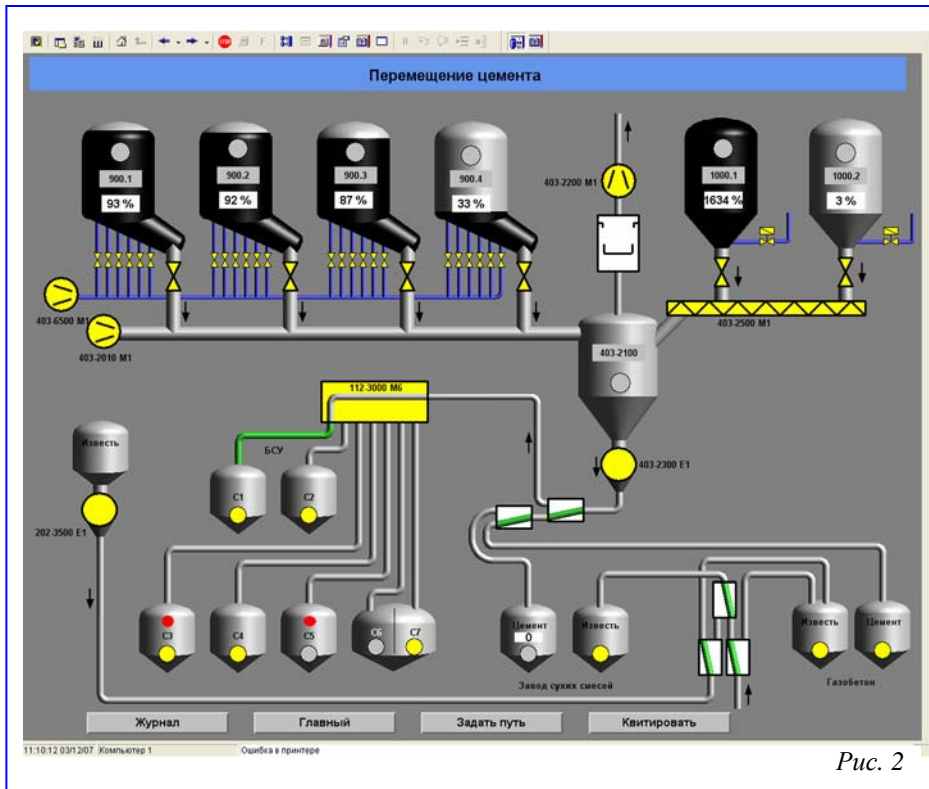 Перемещение цемента
900.1
900.2
900.3
900.4
1000.1
1000.2
93 %
92 %
87 %
33 %
1634 %
3 %
403-2200 M1
403-6500 M1
403-2010 M1
403-2500 M1
403-2100
112-3000 M6
БСУ
Известь
403-2300 E1
C1
C2
202-3500 E1
C3
C4
C5
C6
C7
Цемент
0
Известь
Известь
Цемент
Завод сухих смесей
Газобетон
Журнал
Главный
Задать путь
Квитировать
11:10:12 03/12/07 Компьютер 1 Ошибка в принтере
Рис. 2